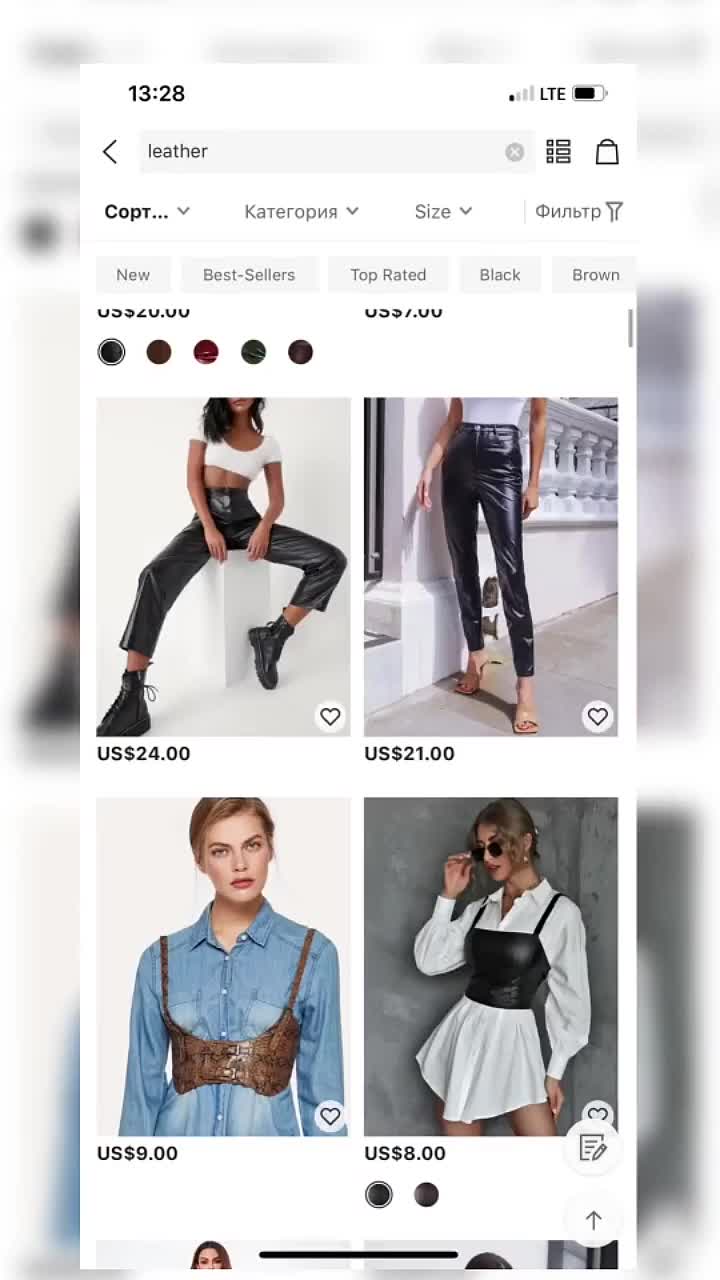 13:28
LTE
leather
Сорт...
Категория
Size
Фильтр
New
Best-Sellers
Top Rated
Black
Brown
US$20.00
US$7.00
US$24.00
US$21.00
US$9.00
US$8.00